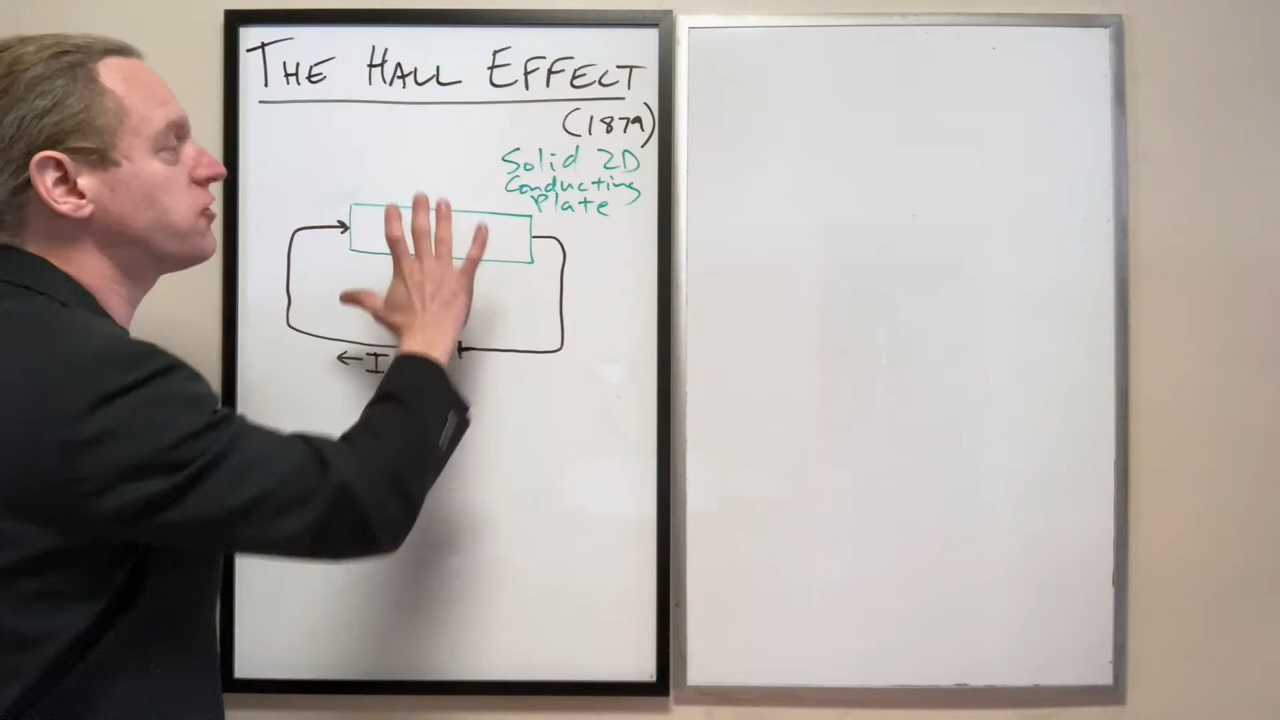 THE HALL EFFECT
(1879)
Solid 2D
Conducting
Plate
←I